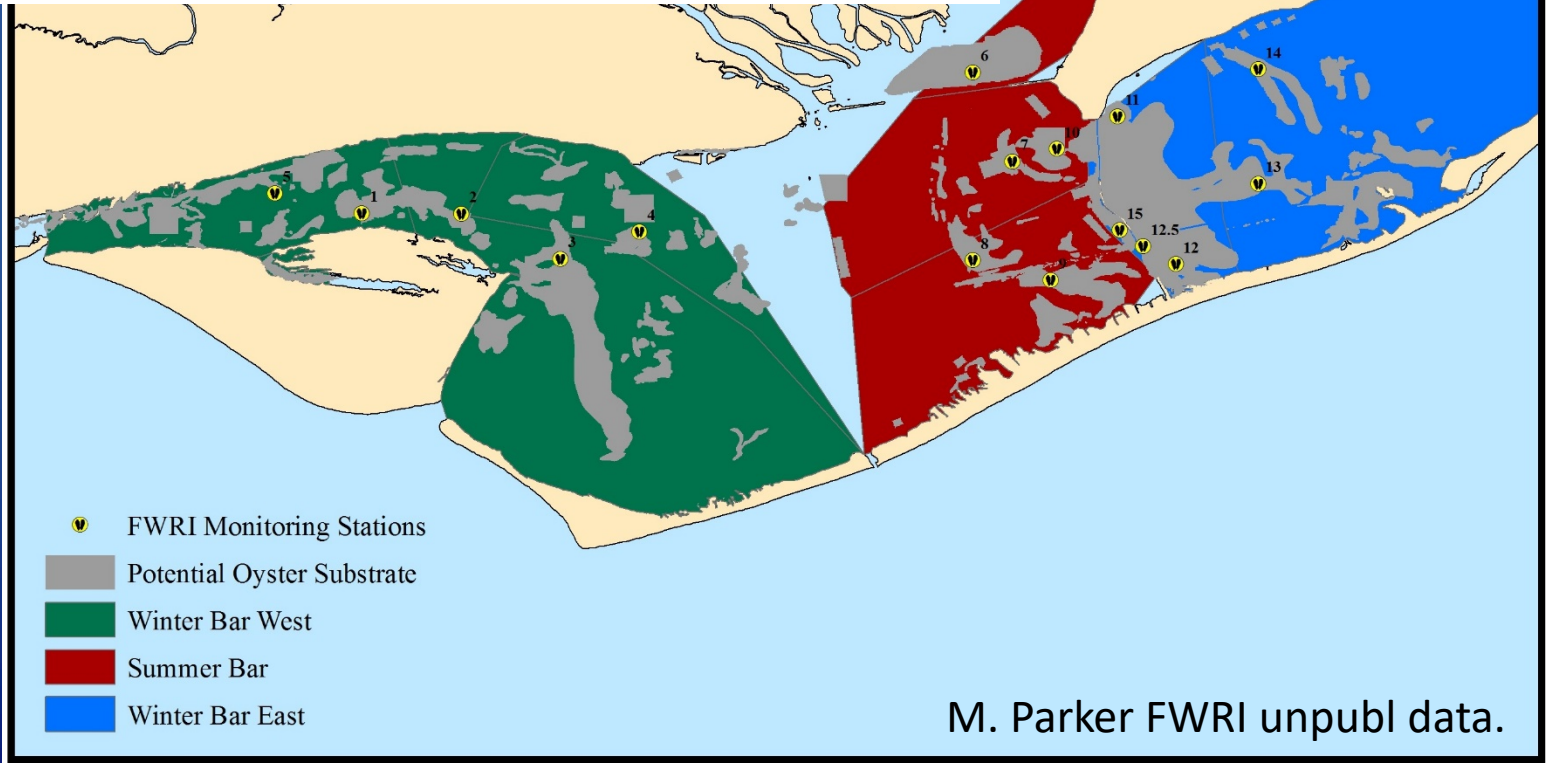 6
14
11
10
7
5
13
1
2
4
15
3
8
12.5
12
9
FWRI Monitoring Stations
Potential Oyster Substrate
Winter Bar West
Summer Bar
Winter Bar East
M. Parker FWRI unpubl data.